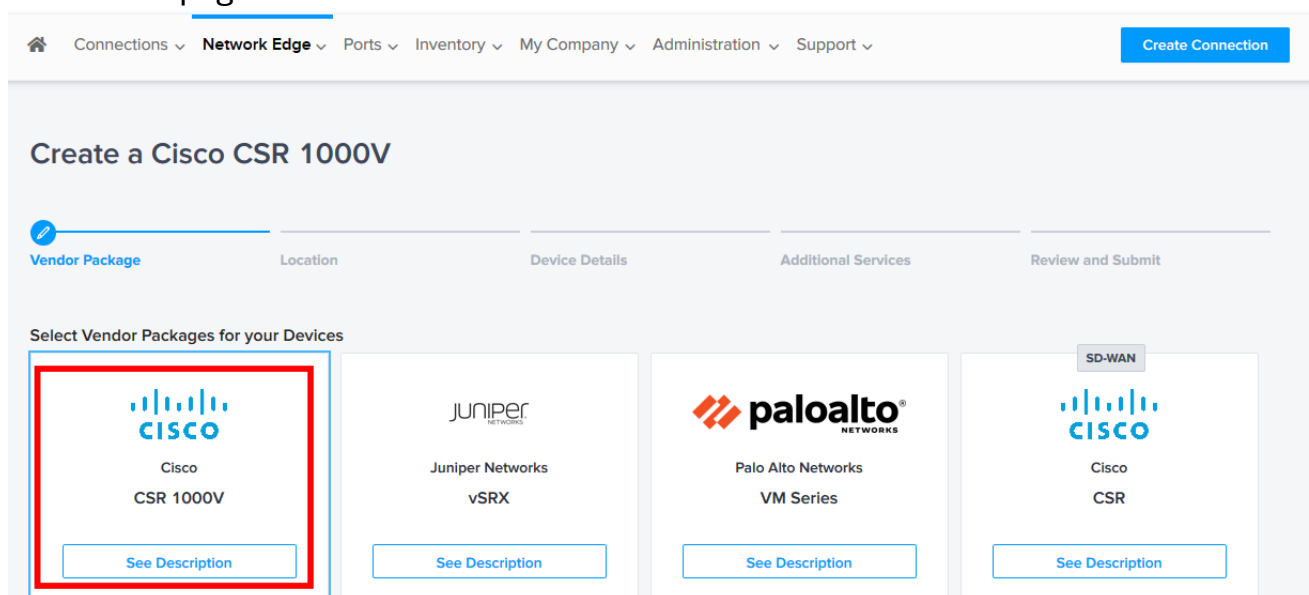 Connections Network Edge Ports Inventory My Company Administration Support Create Connection
Create a Cisco CSR 1000V
Vendor Package Location Device Details Additional Services Review and Submit
Select Vendor Packages for your Devices
SD-WAN
CISCO JUNIPEr paloalto® CISCO
NETWORKS NETWORKS
Cisco Juniper Networks Palo Alto Networks Cisco
CSR 1000V vSRX VM Series CSR
See Description See Description See Description See Description